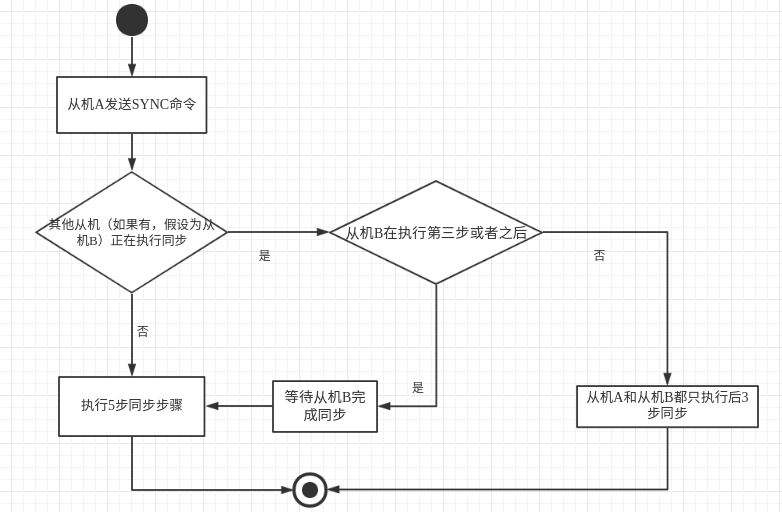 从机A发送SYNC命令
其他从机（如果有，假设为从
机B）正在执行同步
是
从机B在执行第三步或者之后
否
否
是
执行5步同步步骤
等待从机B完
成同步
从机A和从机B都只执行后3
步同步